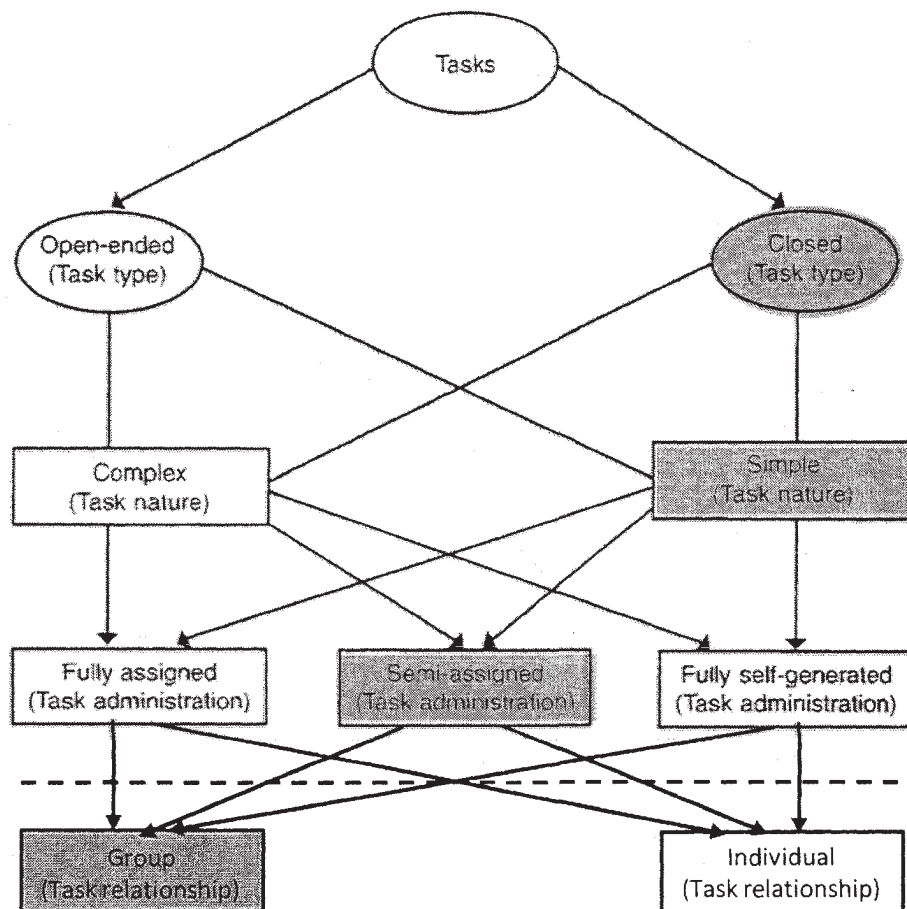 Tasks
Open-ended
(Task type)
Closed
(Task type)
Complex
(Task nature)
Simple
(Task nature)
Fully assigned
(Task administration)
Semi-assigned
(Task administration)
Fully self-generated
(Task administration)
Group
(Task relationship)
Individual
(Task relationship)